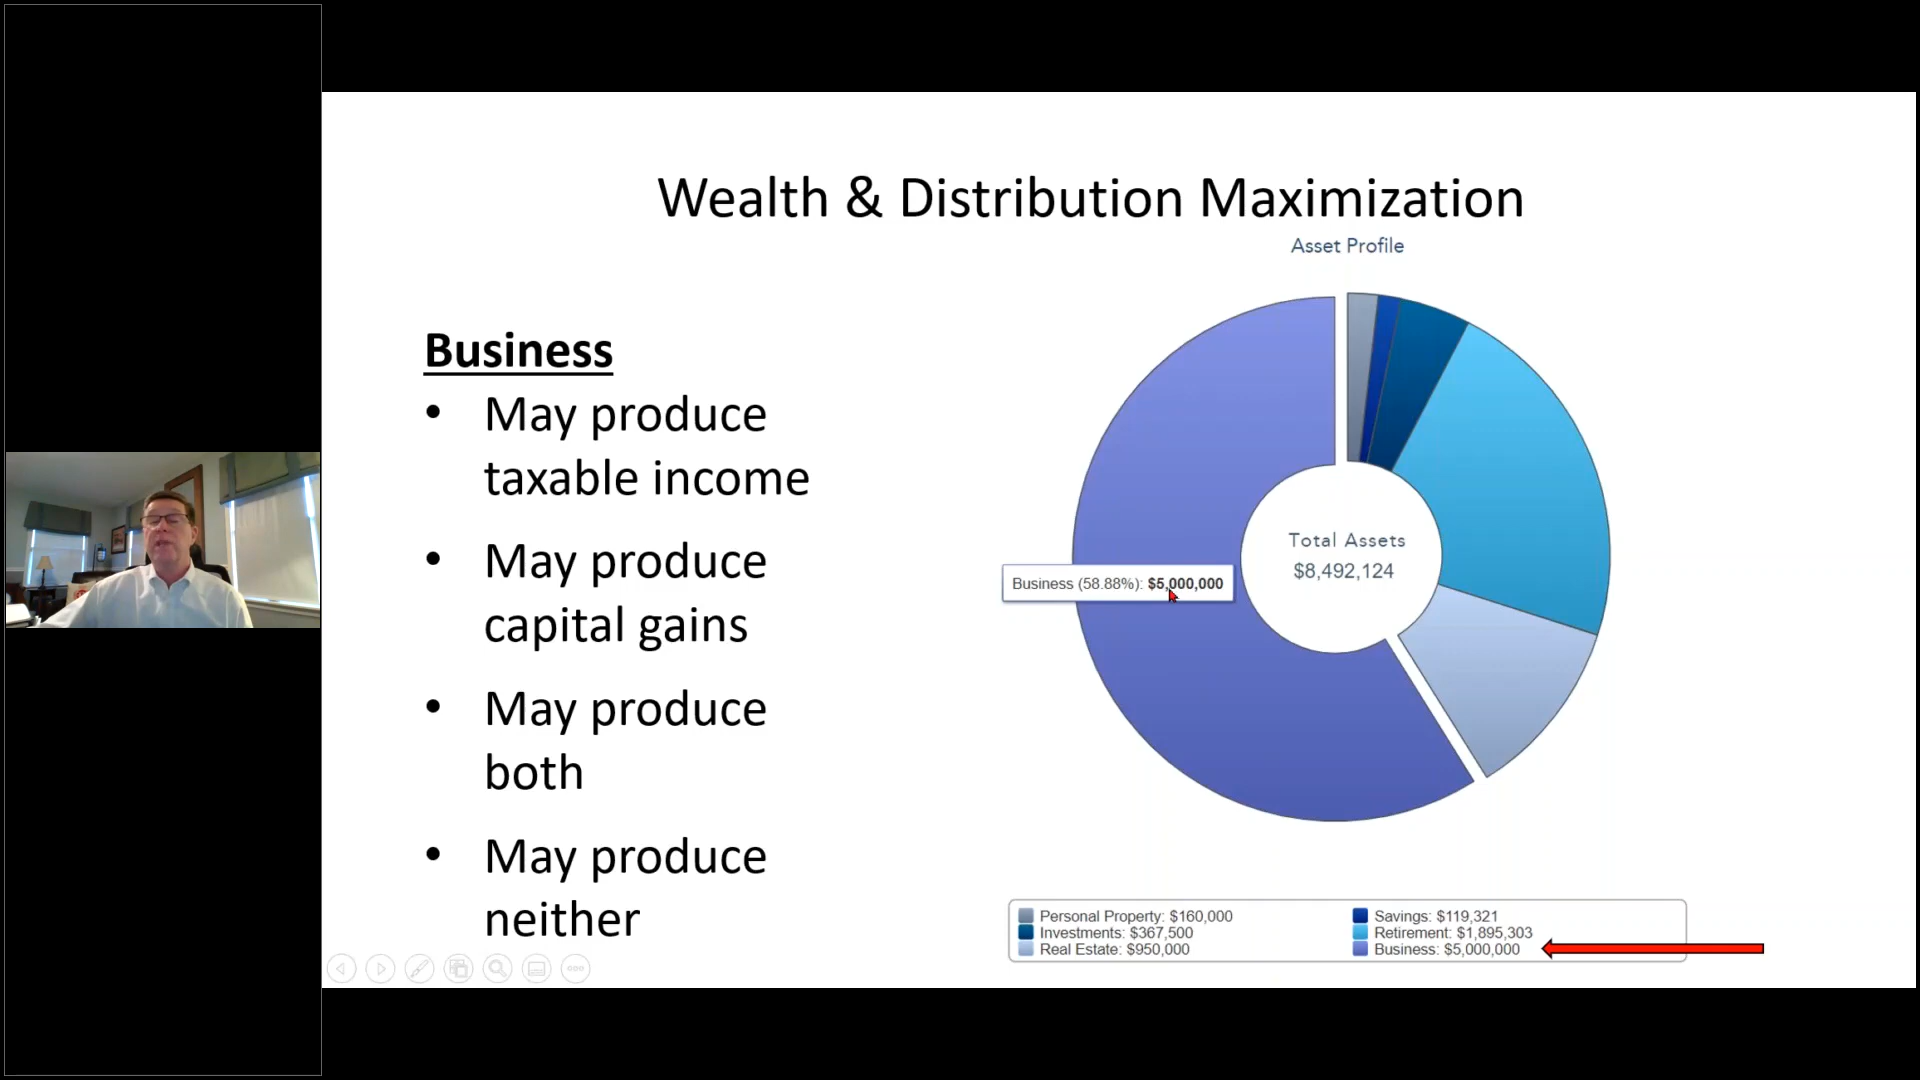 Wealth & Distribution Maximization
Asset Profile
Business
• May produce
taxable income
• May produce
capital gains
• May produce
both
• May produce
neither
Total Assets
$8,492,124
Business (58.88%): $5,000,000
Personal Property: $160,000
Savings: $119,321
Investments: $367,500
Retirement: $1,895,303
Real Estate: $950,000
Business: $5,000,000